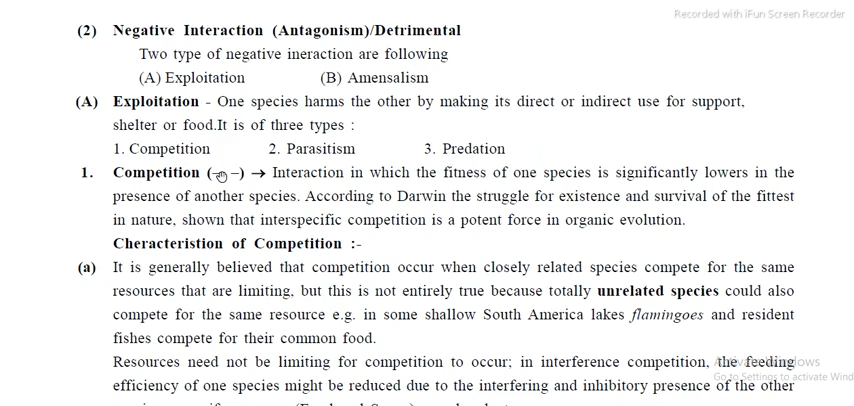 Recorded with iFun Screen Recorder
(2) Negative Interaction (Antagonism)/Detrimental
Two type of negative ineraction are following
(A) Exploitation (B) Amensalism
(A) Exploitation - One species harms the other by making its direct or indirect use for support,
shelter or food.It is of three types :
1. Competition 2. Parasitism 3. Predation
1. Competition (– –) → Interaction in which the fitness of one species is significantly lowers in the
presence of another species. According to Darwin the struggle for existence and survival of the fittest
in nature, shown that interspecific competition is a potent force in organic evolution.
Cheracteristion of Competition :-
(a) It is generally believed that competition occur when closely related species compete for the same
resources that are limiting, but this is not entirely true because totally unrelated species could also
compete for the same resource e.g. in some shallow South America lakes flamingoes and resident
fishes compete for their common food.
Resources need not be limiting for competition to occur; in interference competition, the feeding
Activate Windows
efficiency of one species might be reduced due to the interfering and inhibitory presence of the other
Go to Settings to activate Wind